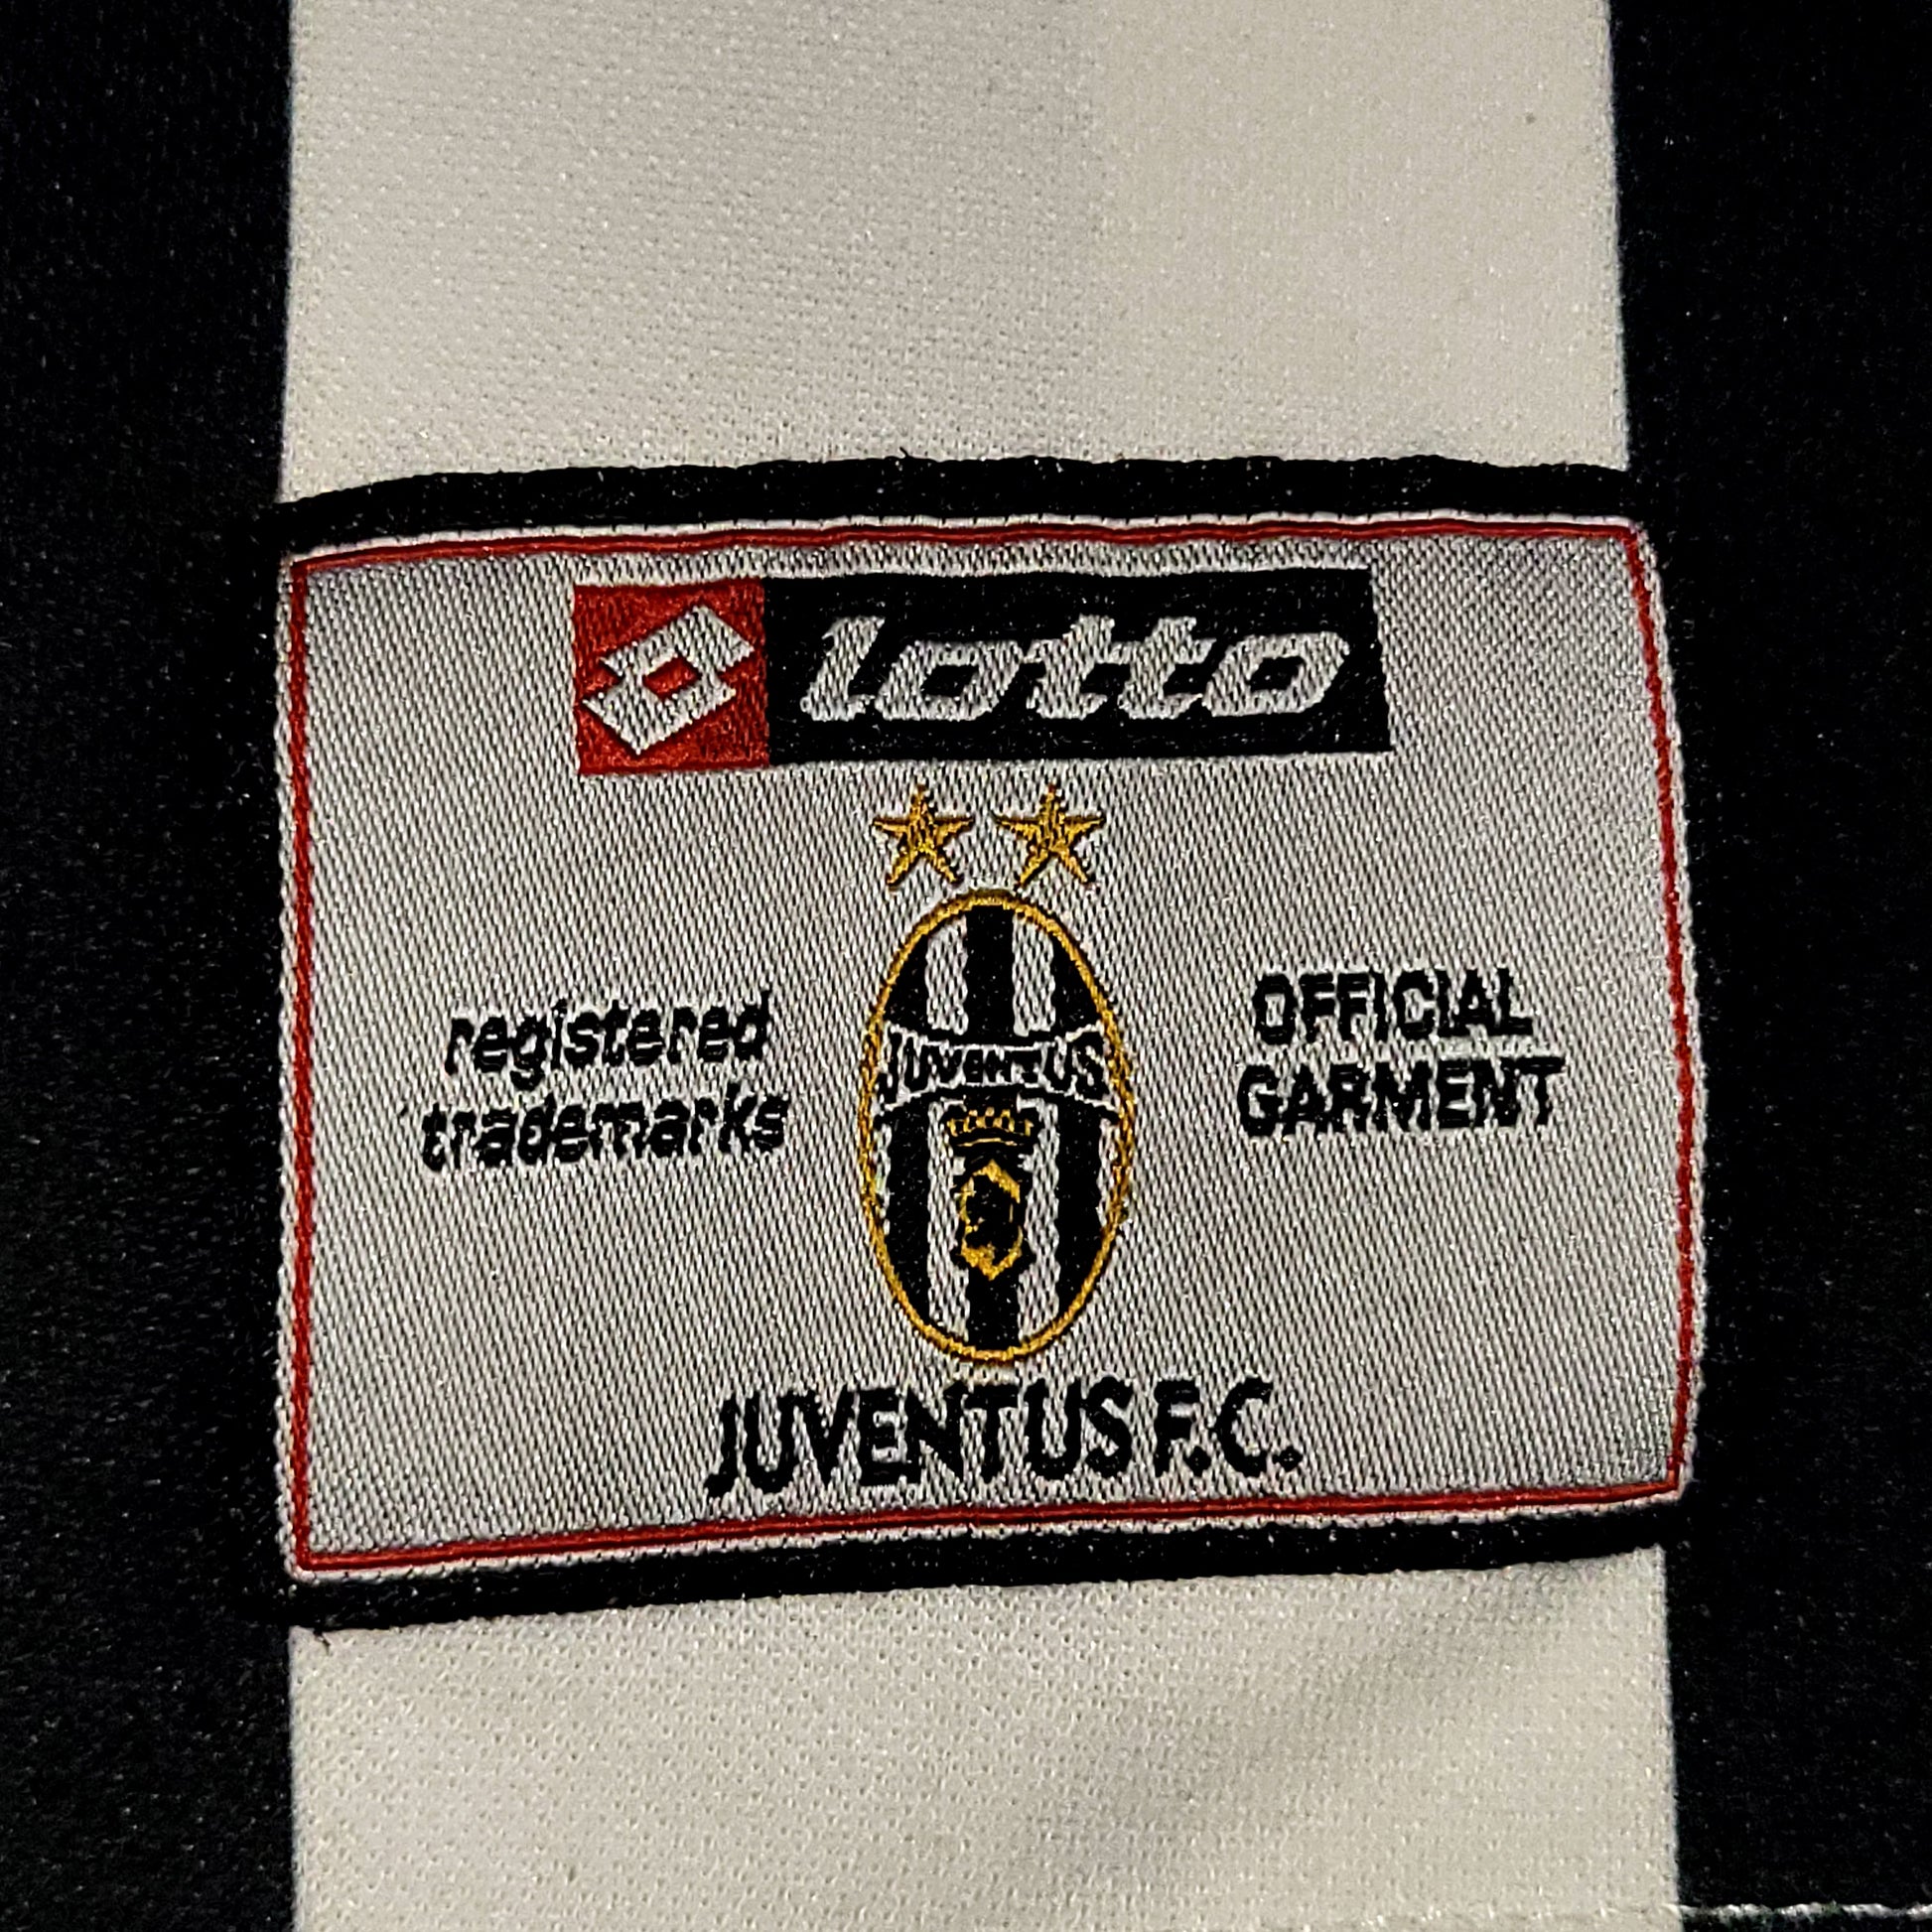 lotto
registered
trademarks
JUVENTUS
OFFICIAL
GARMENT
JUVENTUS F.C.